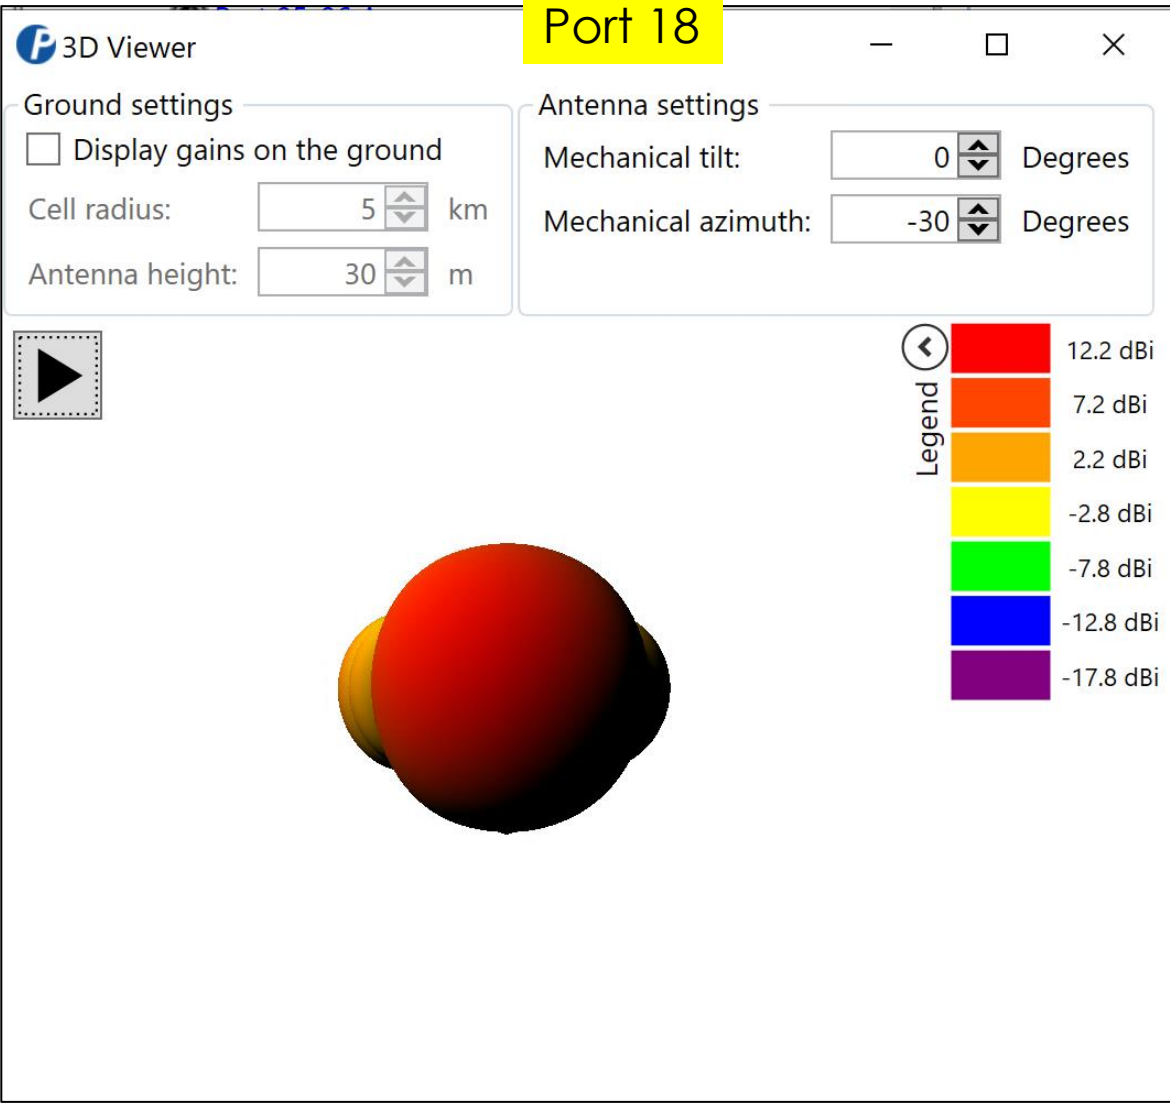 Port 18
3D Viewer
Ground settings
Display gains on the ground
Cell radius: 5 km
Antenna height: 30 m
Antenna settings
Mechanical tilt: 0 Degrees
Mechanical azimuth: -30 Degrees
Legend
12.2 dBi
7.2 dBi
2.2 dBi
-2.8 dBi
-7.8 dBi
-12.8 dBi
-17.8 dBi